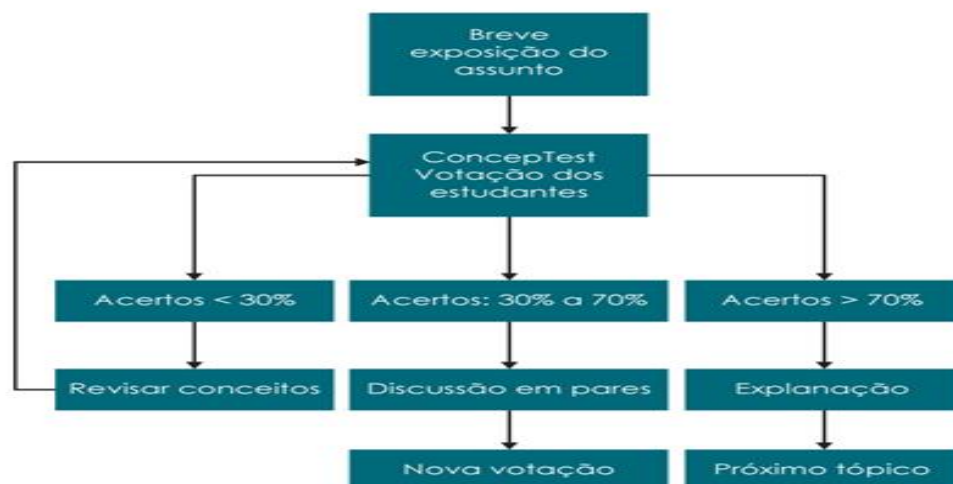 Breve
exposição do
assunto
ConcepTest
Votação dos
estudantes
Acertos < 30%
Acertos: 30% a 70%
Acertos > 70%
Revisar conceitos
Discussão em pares
Explanação
Nova votação
Próximo tópico